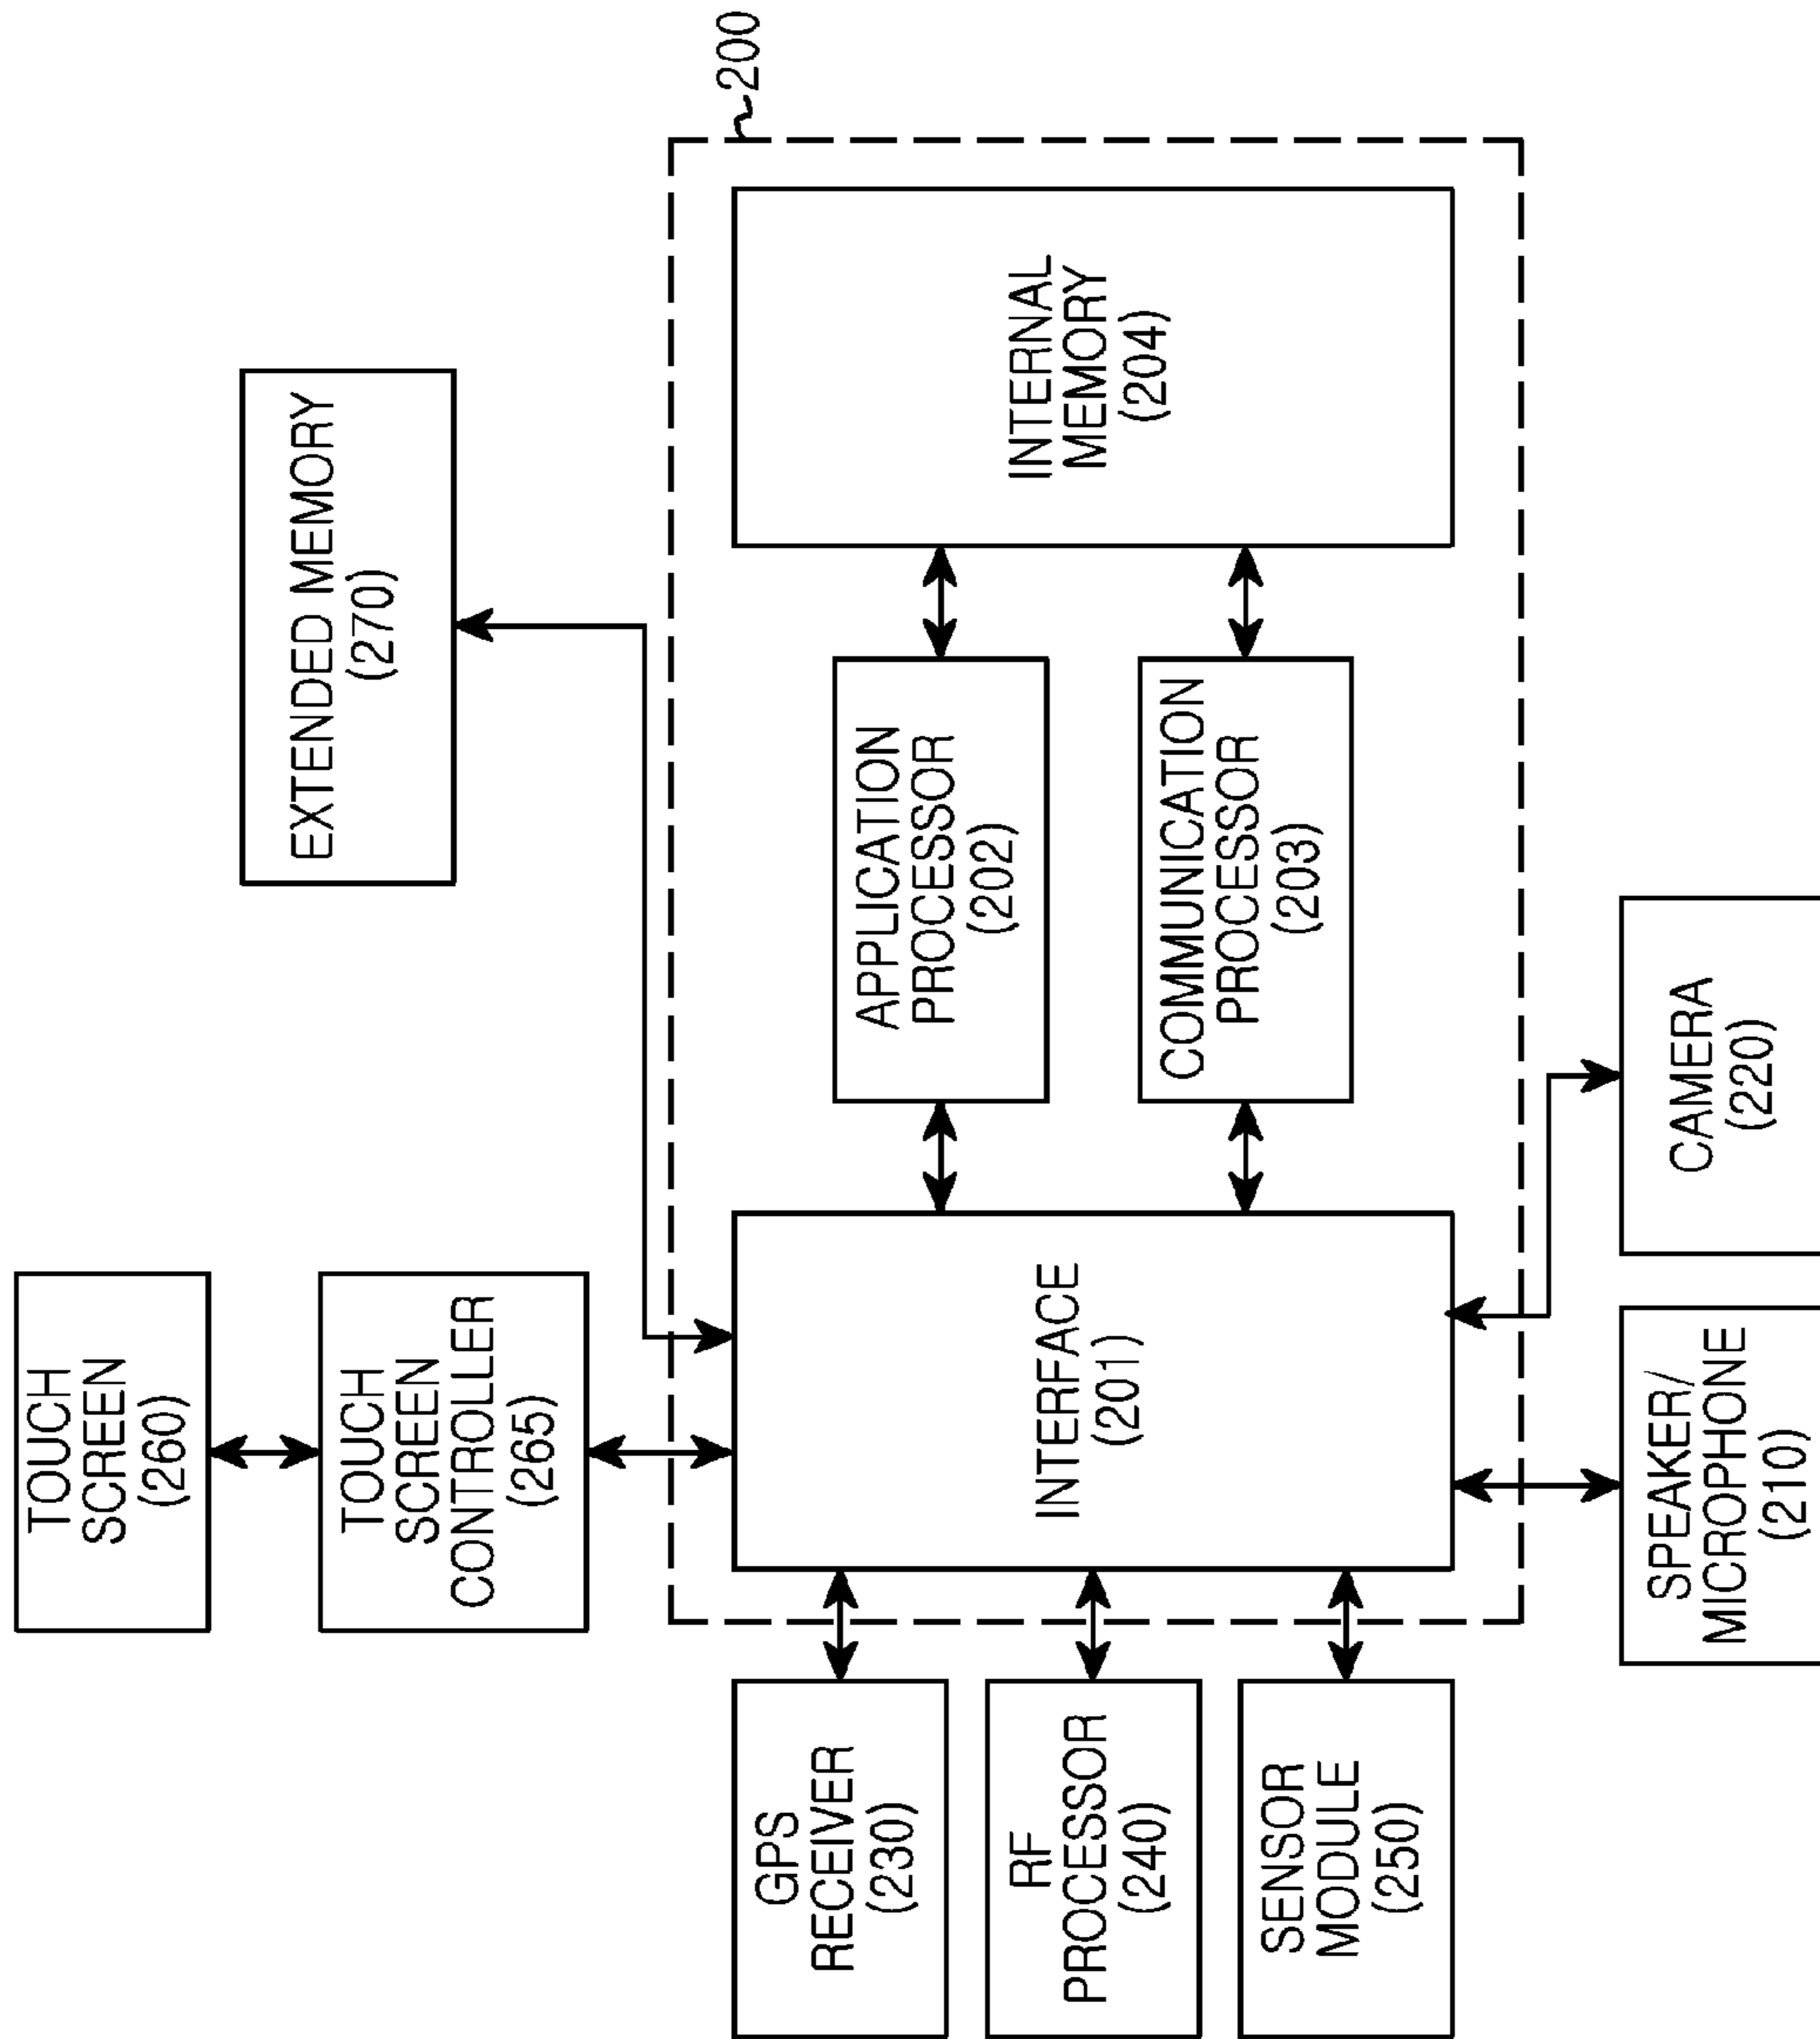 TOUCH
SCREEN
(260)
TOUCH
SCREEN
CONTROLLER
(265)
EXTENDED MEMORY
(270)
200
GPS
RECEIVER
(230)
RF
PROCESSOR
(240)
SENSOR
MODULE
(250)
INTERFACE
(201)
APPLICATION
PROCESSOR
(202)
COMMUNICATION
PROCESSOR
(203)
INTERNAL
MEMORY
(204)
SPEAKER/
MICROPHONE
(210)
CAMERA
(220)